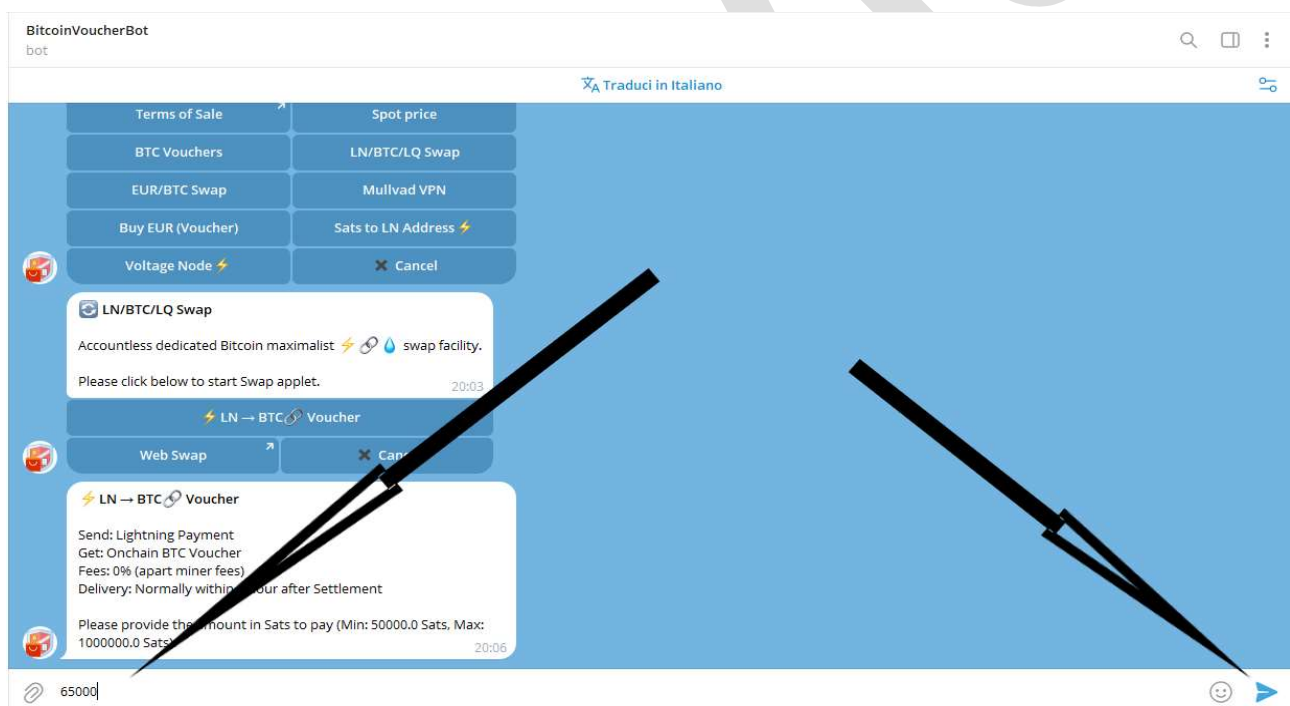 BitcoinVoucherBot
bot
Traduci in Italiano
Terms of Sale Spot price
BTC Vouchers LN/BTC/LQ Swap
EUR/BTC Swap Mullvad VPN
Buy EUR (Voucher) Sats to LN Address ⚡
Voltage Node ⚡ ✖ Cancel
🔄 LN/BTC/LQ Swap
Accountless dedicated Bitcoin maximalist ⚡ 🔗 💧 swap facility.
Please click below to start Swap applet.
20:03
⚡ LN → BTC🔗 Voucher
Web Swap ✖
⚡ LN → BTC🔗 Voucher
Send: Lightning Payment
Get: Onchain BTC Voucher
Fees: 0% (apart miner fees)
Delivery: Normally within after Settlement
Please provide the amount in Sats to pay (Min: 50000.0 Sats, Max:
1000000.0 Sats)
20:06
65000